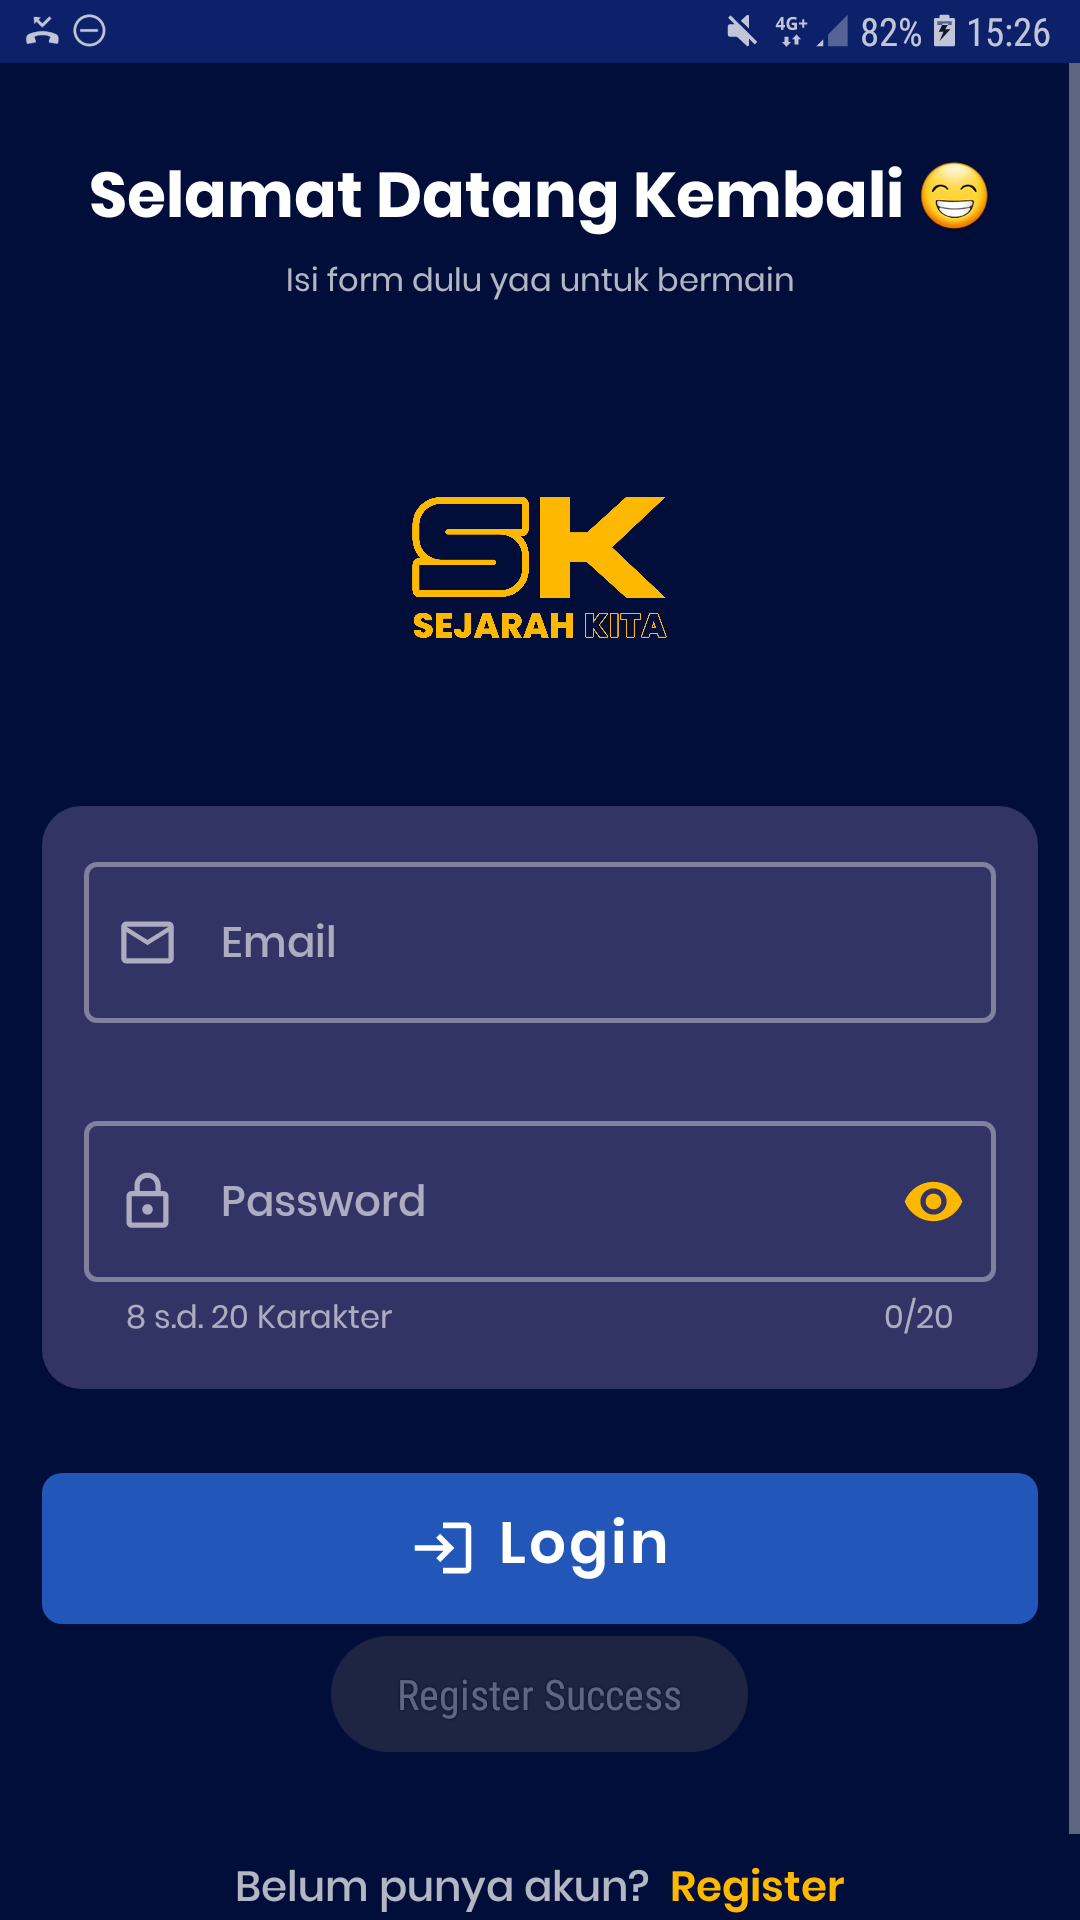 4G+ 82% 15:26
Selamat Datang Kembali 😁
Isi form dulu yaa untuk bermain
SK
SEJARAH KITA
Email
Password
8 s.d. 20 Karakter 0/20
Login
Register Success
Belum punya akun? Register